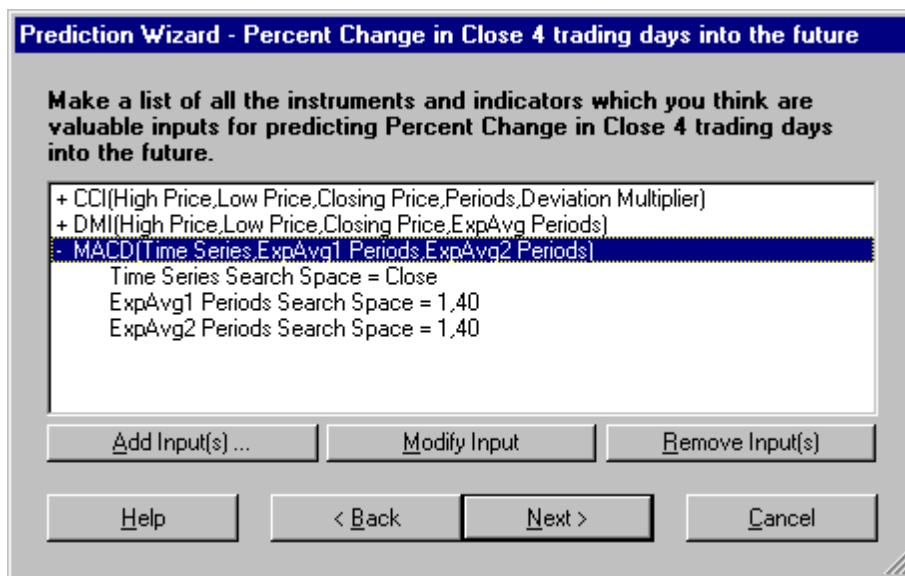 Prediction Wizard - Percent Change in Close 4 trading days into the future
Make a list of all the instruments and indicators which you think are
valuable inputs for predicting Percent Change in Close 4 trading days
into the future.
+ CCI(High Price,Low Price,Closing Price,Periods,Deviation Multiplier)
+ DMI(High Price,Low Price,Closing Price,ExpAvg Periods)
- MACD(Time Series,ExpAvg1 Periods,ExpAvg2 Periods)
Time Series Search Space = Close
ExpAvg1 Periods Search Space = 1,40
ExpAvg2 Periods Search Space = 1,40
Add Input(s) ... Modify Input Remove Input(s)
Help < Back Next > Cancel